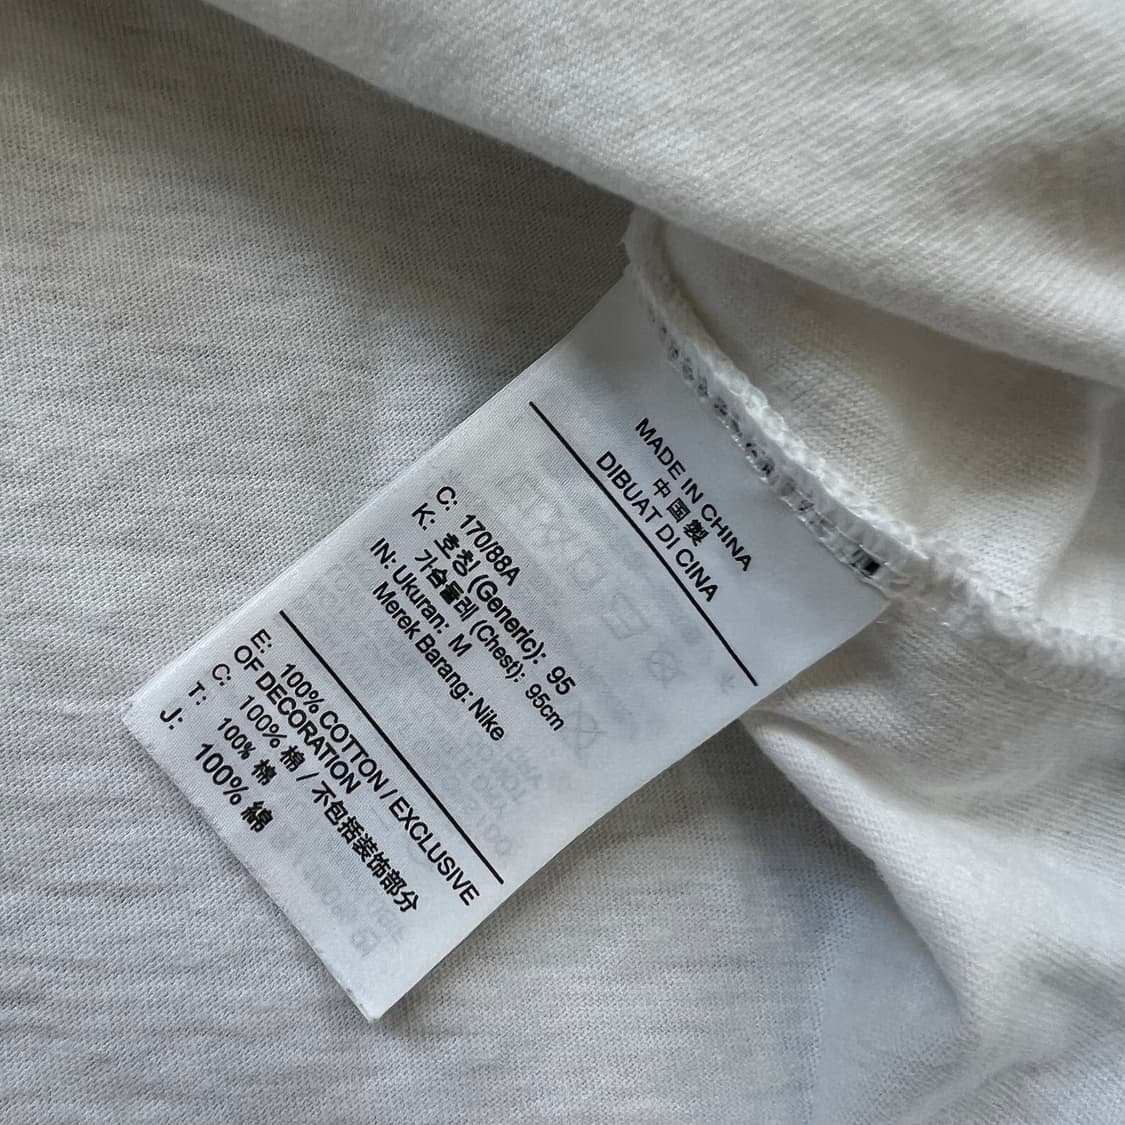 MADE IN CHINA
中国製
DIBUAT DI CINA
C: 170/88A
K: 호칭 (Generic): 95
가슴둘레 (Chest): 95cm
IN: Ukuran: M
Merek Barang: Nike
E: 100% COTTON / EXCLUSIVE
OF DECORATION
C: 100% 棉 / 不包括装饰部分
T: 100% 棉
J: 100% 綿